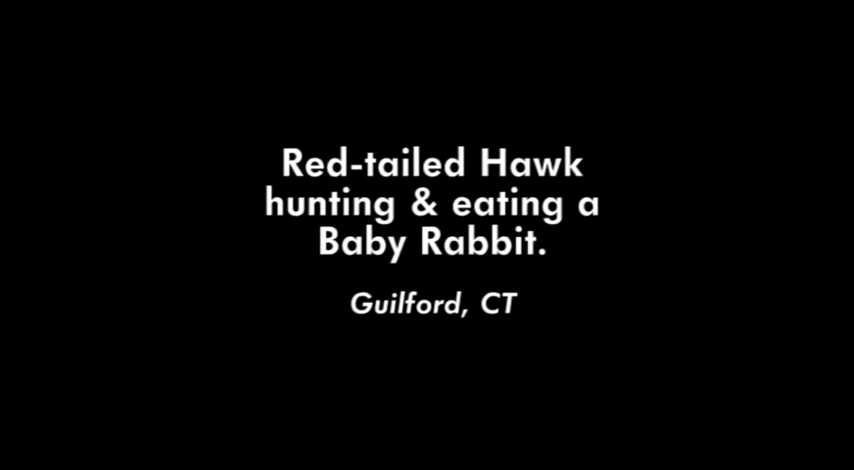 Red-tailed Hawk
hunting & eating a
Baby Rabbit.
Guilford, CT